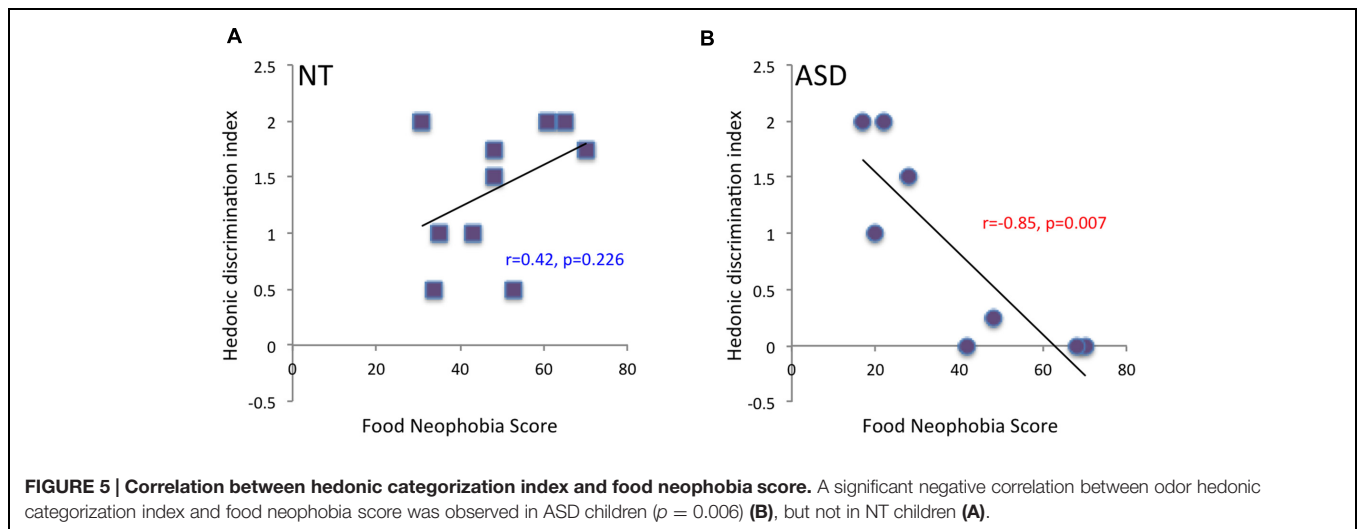 A
B
NT
ASD
2.5
2
1.5
1
0.5
0
-0.5
Hedonic discrimination index
0 20 40 60 80
Food Neophobia Score
r=0.42, p=0.226
2.5
2
1.5
1
0.5
0
-0.5
Hedonic discrimination index
0 20 40 60 80
Food Neophobia Score
r=-0.85, p=0.007
FIGURE 5 | Correlation between hedonic categorization index and food neophobia score. A significant negative correlation between odor hedonic
categorization index and food neophobia score was observed in ASD children (p = 0.006) (B), but not in NT children (A).